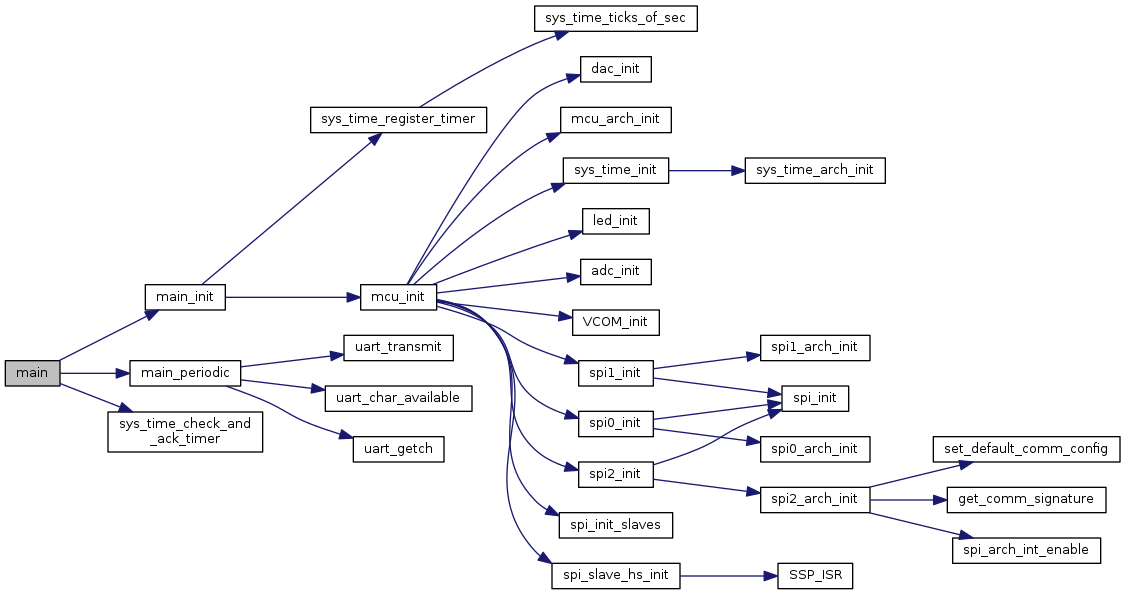 sys_time_ticks_of_sec
dac_init
sys_time_register_timer
mcu_arch_init
sys_time_init
sys_time_arch_init
led_init
adc_init
main_init
mcu_init
VCOM_init
uart_transmit
spi1_arch_init
main
main_periodic
spi1_init
uart_char_available
spi_init
sys_time_check_and
_ack_timer
spi0_init
uart_getch
spi0_arch_init
set_default_comm_config
spi2_init
spi2_arch_init
get_comm_signature
spi_init_slaves
spi_arch_int_enable
spi_slave_hs_init
SSP_ISR